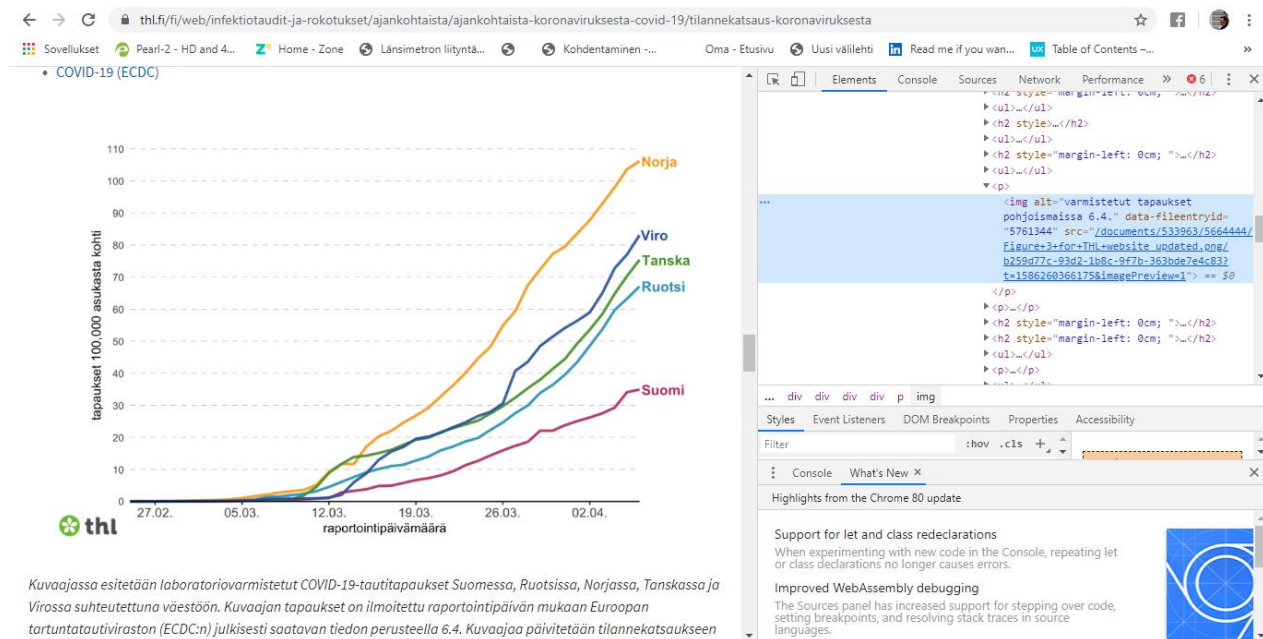 thl.fi/fi/web/infektiotaudit-ja-rokotukset/ajankohtaista/ajankohtaista-koronaviruksesta-covid-19/tilannekatsaus-koronaviruksesta
Sovellukset Pearl-2 - HD and 4... Home - Zone Länsimetron liityntä... Kohdentaminen -... Oma - Etusivu Uusi välilehti Read me if you wan... Table of Contents –... »
• COVID-19 (ECDC)
110
100
90
80
70
60
50
40
30
20
10
0
tapaukset 100,000 asukasta kohti
Norja
Viro
Tanska
Ruotsi
Suomi
27.02. 05.03. 12.03. 19.03. 26.03. 02.04.
raportointipäivämäärä
thl
Kuvaajassa esitetään laboratoriovarmistetut COVID-19-tautitapaukset Suomessa, Ruotsissa, Norjassa, Tanskassa ja
Virossa suhteutettuna väestöön. Kuvaajan tapaukset on ilmoitettu raportointipäivän mukaan Euroopan
tartuntatautiviraston (ECDC:n) julkisesti saatavan tiedon perusteella 6.4. Kuvaajaa päivitetään tilannekatsaukseen
Elements Console Sources Network Performance » 6
<h2 style="margin-left: 0cm; ">…</h2>
<ul>…</ul>
<h2 style>…</h2>
<ul>…</ul>
<h2 style="margin-left: 0cm; ">…</h2>
<ul>…</ul>
<p>
<img alt="varmistetut tapaukset
pohjoismaissa 6.4." data-fileentryid=
"5761344" src="/documents/533963/5664444/
Figure+3+for+THL+website_updated.png/
b259d77c-93d2-1b8c-9f7b-363bde7e4c83?
t=1586260366175&imagePreview=1"> == $0
</p>
<p>…</p>
<h2 style="margin-left: 0cm; ">…</h2>
<h2 style="margin-left: 0cm; ">…</h2>
<ul>…</ul>
<p>…</p>
... div div div div p img
Styles Event Listeners DOM Breakpoints Properties Accessibility
Filter :hov .cls +
Console What's New ×
Highlights from the Chrome 80 update
Support for let and class redeclarations
When experimenting with new code in the Console, repeating let
or class declarations no longer causes errors.
Improved WebAssembly debugging
The Sources panel has increased support for stepping over code,
setting breakpoints, and resolving stack traces in source
languages.